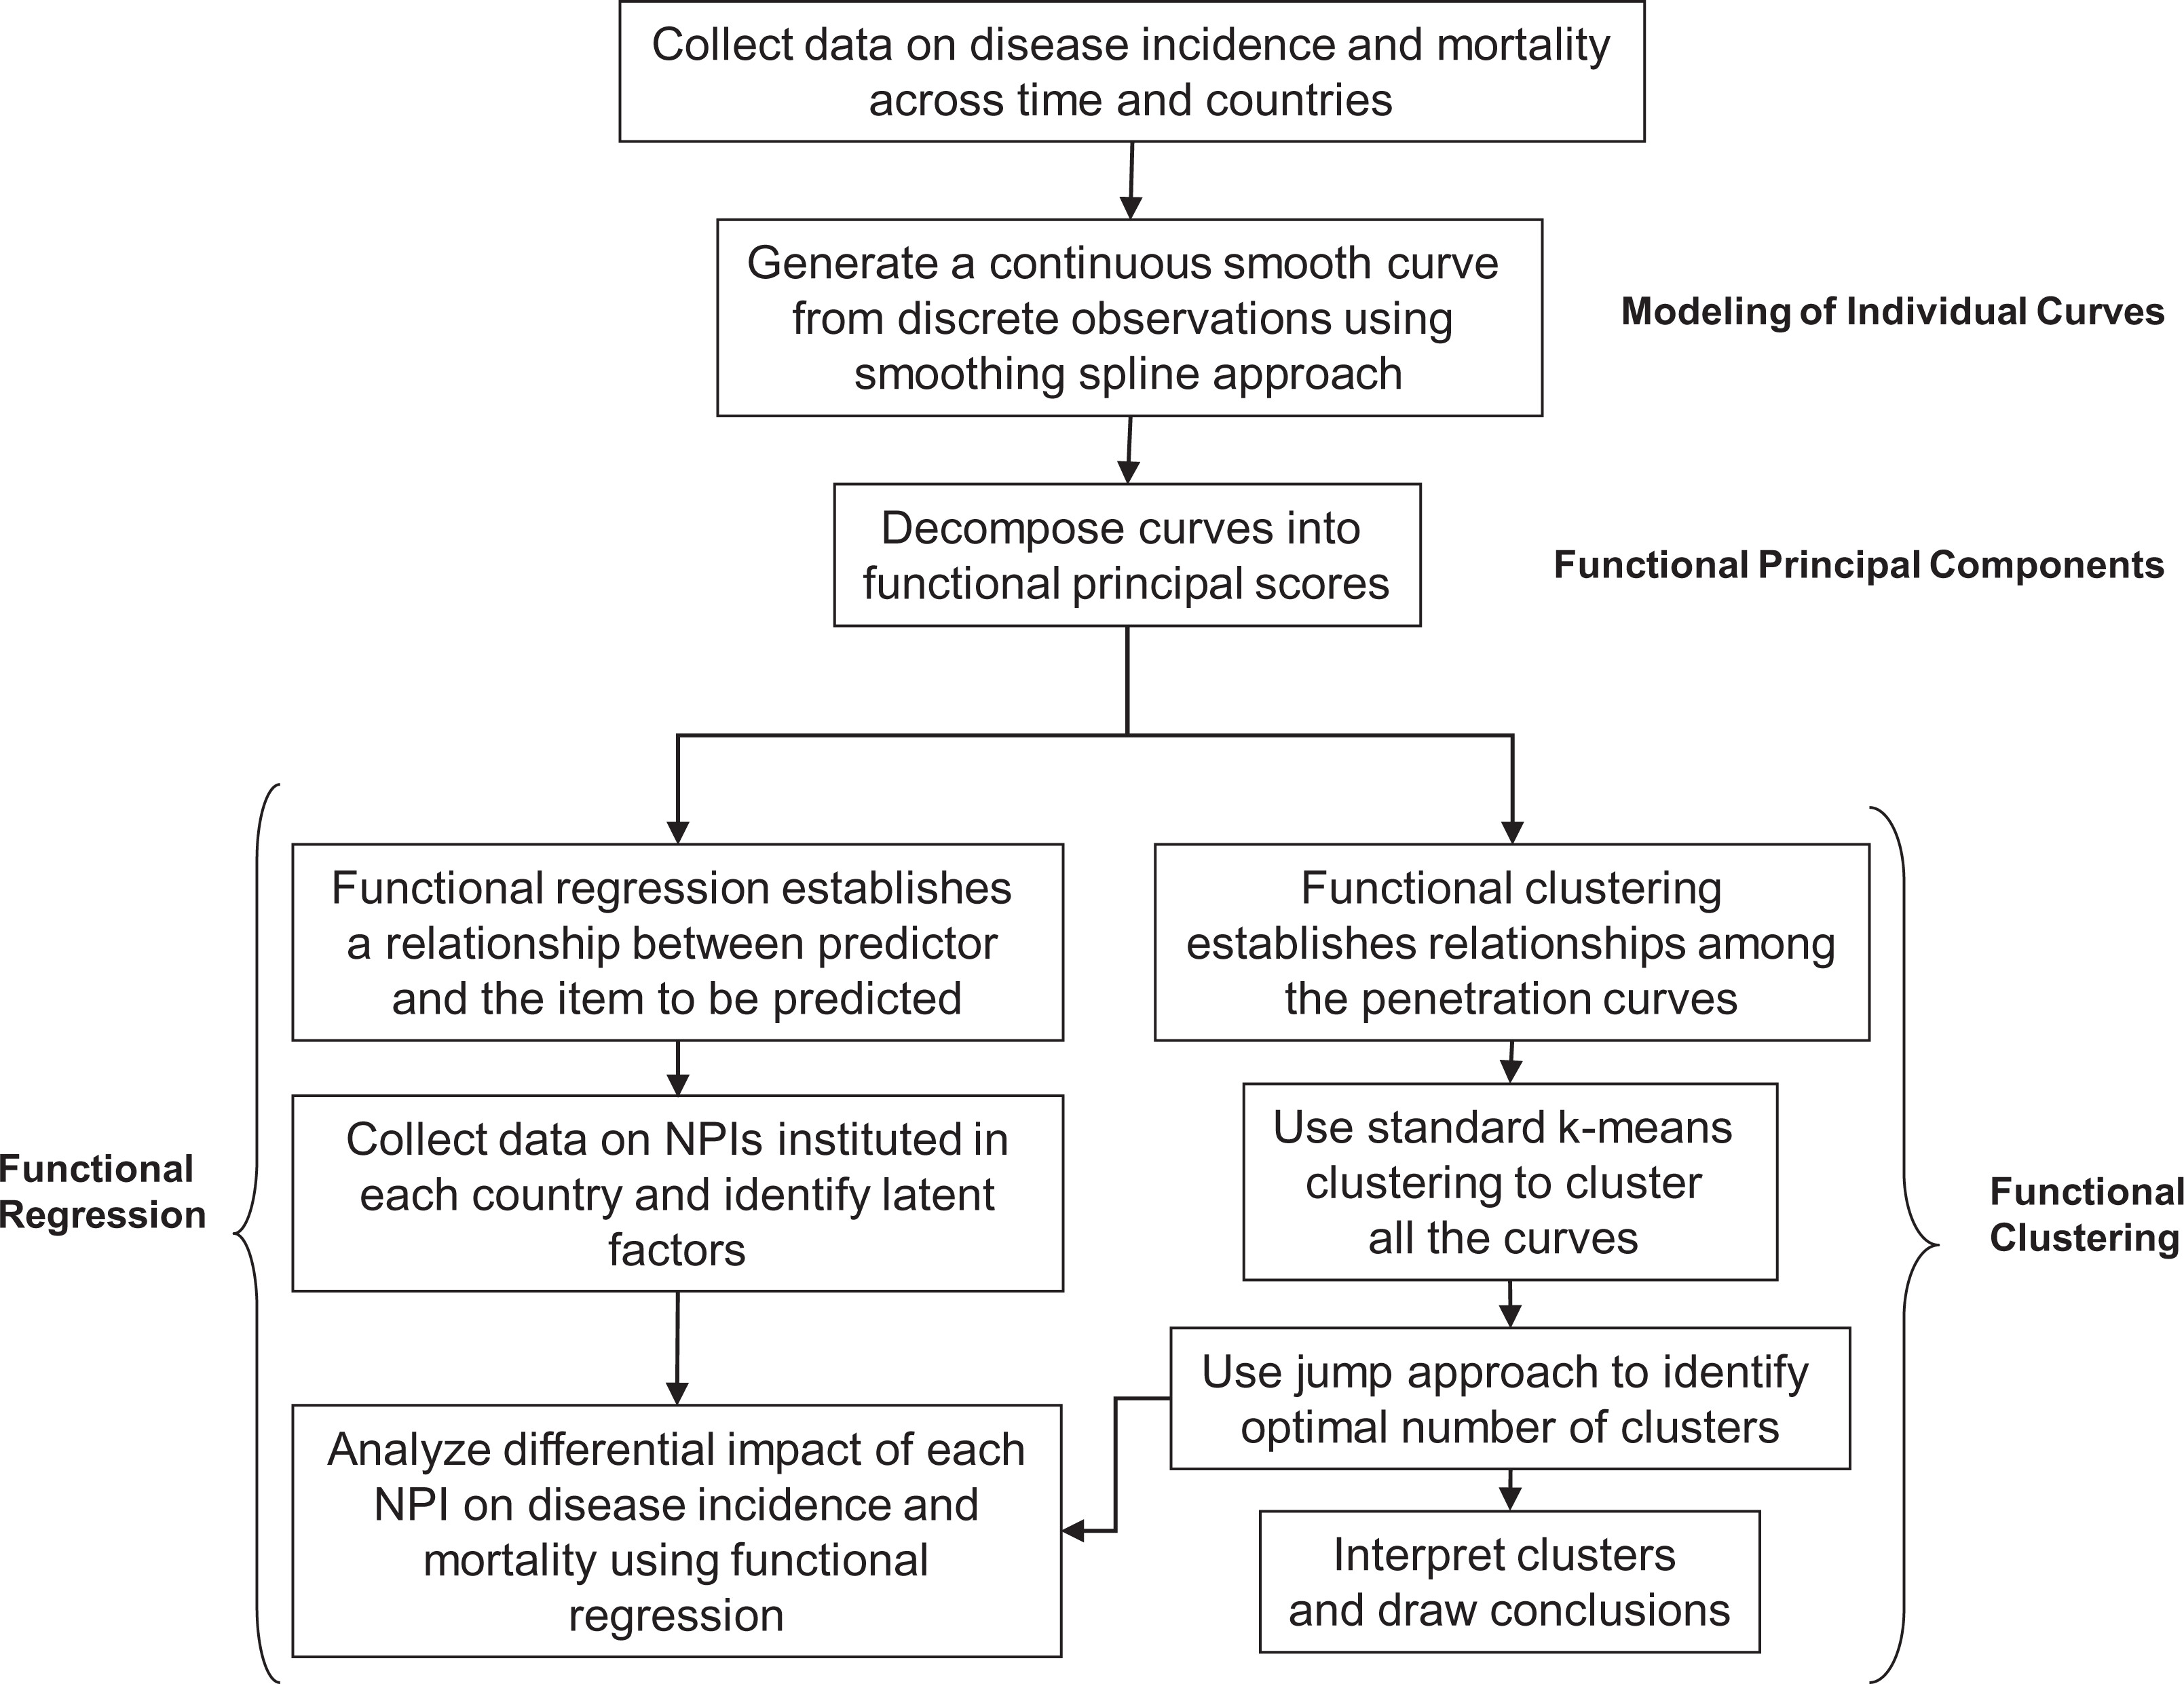 Collect data on disease incidence and mortality
across time and countries
Generate a continuous smooth curve
from discrete observations using
smoothing spline approach
Modeling of Individual Curves
Decompose curves into
functional principal scores
Functional Principal Components
Functional regression establishes
a relationship between predictor
and the item to be predicted
Collect data on NPIs instituted in
each country and identify latent
factors
Analyze differential impact of each
NPI on disease incidence and
mortality using functional
regression
Functional
Regression
Functional clustering
establishes relationships among
the penetration curves
Use standard k-means
clustering to cluster
all the curves
Use jump approach to identify
optimal number of clusters
Interpret clusters
and draw conclusions
Functional
Clustering